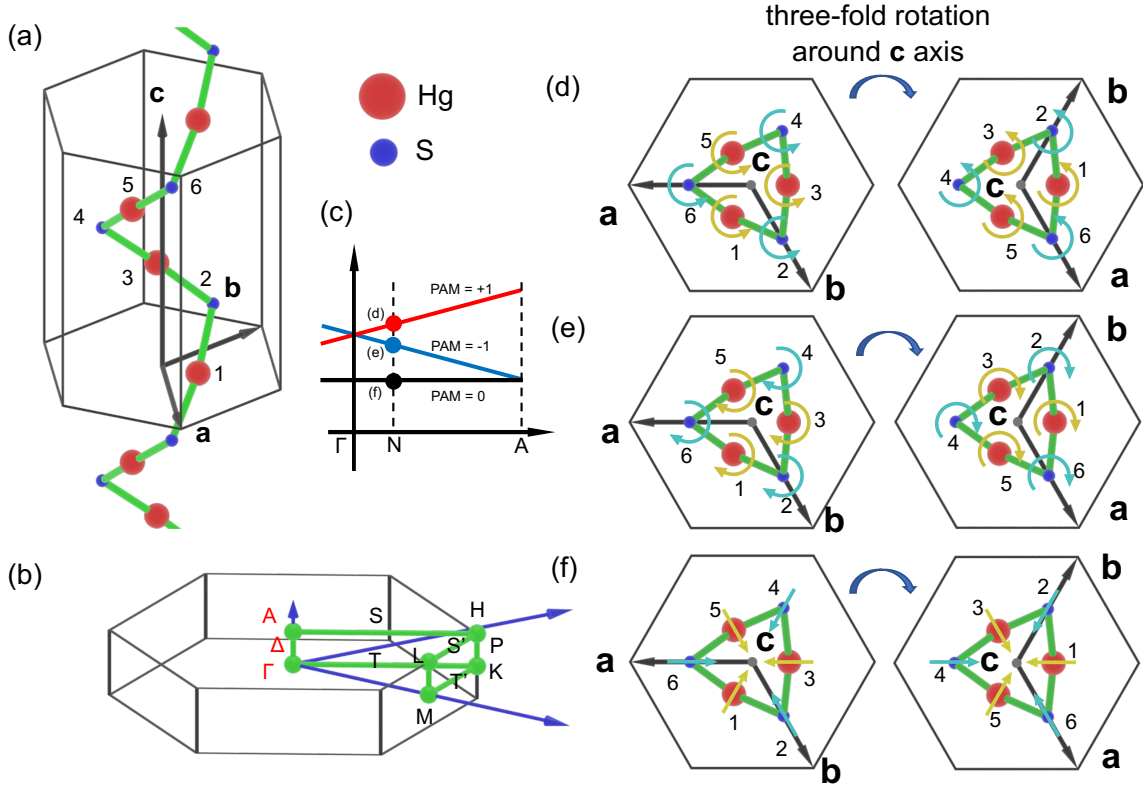 three-fold rotation
around c axis
(a)
c
5
6
4
3
2
b
1
a
Hg
S
(c)
PAM = +1
(d)
(e)
PAM = -1
(f)
PAM = 0
Γ
N
A
(b)
A
Δ
Γ
S
H
S'
P
L
T
K
T'
M
(d)
4
5
c
3
6
a
1
2
b
b
2
3
1
4
c
5
6
a
(e)
4
5
c
3
a
6
1
2
b
b
2
3
1
c
4
5
6
a
(f)
4
5
c
a
6
3
1
2
b
b
2
3
c
1
4
5
6
a